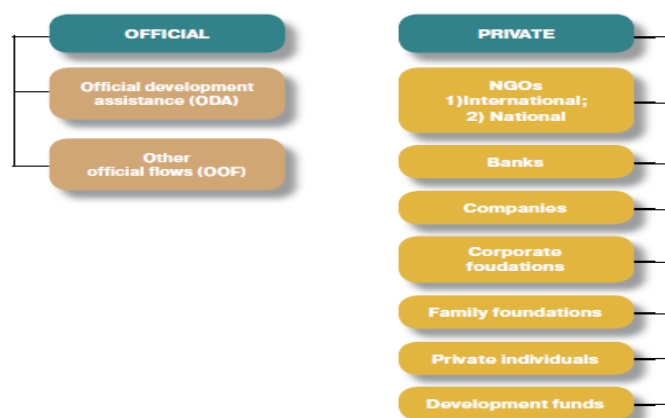 OFFICIAL
Official development
assistance (ODA)
Other
official flows (OOF)
PRIVATE
NGOs
1)International;
2) National
Banks
Companies
Corporate
foudations
Family foundations
Private individuals
Development funds